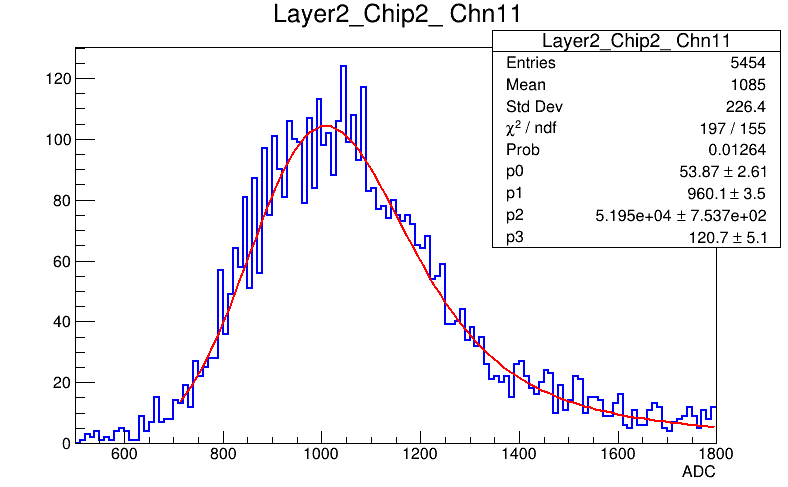 Layer2_Chip2_ Chn11
Layer2_Chip2_ Chn11
Entries 5454
Mean 1085
Std Dev 226.4
χ² / ndf 197 / 155
Prob 0.01264
p0 53.87 ± 2.61
p1 960.1 ± 3.5
p2 5.195e+04 ± 7.537e+02
p3 120.7 ± 5.1
120
100
80
60
40
20
0
600 800 1000 1200 1400 1600 1800
ADC